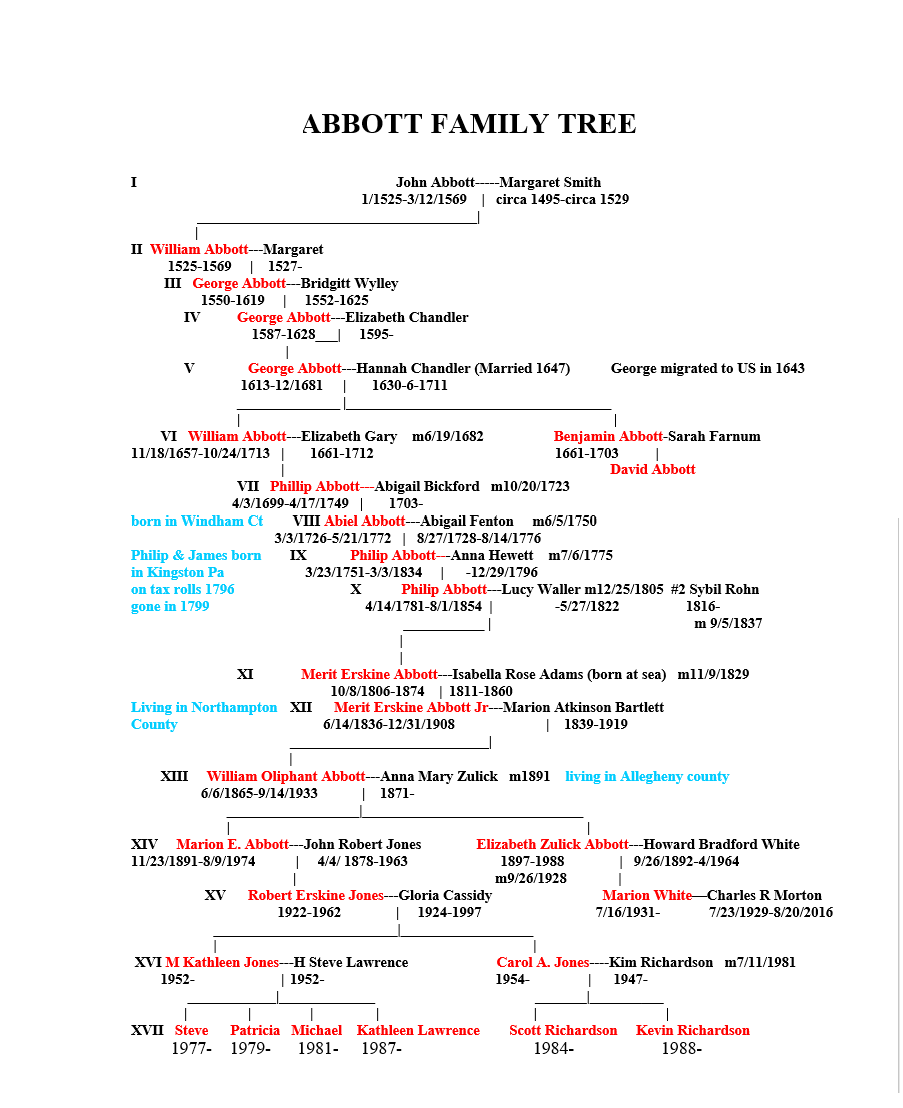 ABBOTT FAMILY TREE
I John Abbott-----Margaret Smith
1/1525-3/12/1569 | circa 1495-circa 1529
II William Abbott---Margaret
1525-1569 | 1527-
III George Abbott---Bridgitt Wylley
1550-1619 | 1552-1625
IV George Abbott---Elizabeth Chandler
1587-1628___| 1595-
V George Abbott---Hannah Chandler (Married 1647) George migrated to US in 1643
1613-12/1681 | 1630-6-1711
VI William Abbott---Elizabeth Gary m6/19/1682 Benjamin Abbott-Sarah Farnum
11/18/1657-10/24/1713 | 1661-1712 1661-1703 |
David Abbott
VII Phillip Abbott---Abigail Bickford m10/20/1723
4/3/1699-4/17/1749 | 1703-
born in Windham Ct VIII Abiel Abbott---Abigail Fenton m6/5/1750
3/3/1726-5/21/1772 | 8/27/1728-8/14/1776
Philip & James born IX Philip Abbott---Anna Hewett m7/6/1775
in Kingston Pa 3/23/1751-3/3/1834 | -12/29/1796
on tax rolls 1796 X Philip Abbott---Lucy Waller m12/25/1805 #2 Sybil Rohn
gone in 1799 4/14/1781-8/1/1854 | -5/27/1822 1816-
m 9/5/1837
XI Merit Erskine Abbott---Isabella Rose Adams (born at sea) m11/9/1829
10/8/1806-1874 | 1811-1860
Living in Northampton XII Merit Erskine Abbott Jr---Marion Atkinson Bartlett
County 6/14/1836-12/31/1908 | 1839-1919
XIII William Oliphant Abbott---Anna Mary Zulick m1891 living in Allegheny county
6/6/1865-9/14/1933 | 1871-
XIV Marion E. Abbott---John Robert Jones Elizabeth Zulick Abbott---Howard Bradford White
11/23/1891-8/9/1974 | 4/4/ 1878-1963 1897-1988 | 9/26/1892-4/1964
m9/26/1928
XV Robert Erskine Jones---Gloria Cassidy Marion White—Charles R Morton
1922-1962 | 1924-1997 7/16/1931- 7/23/1929-8/20/2016
XVI M Kathleen Jones---H Steve Lawrence Carol A. Jones----Kim Richardson m7/11/1981
1952- | 1952- 1954- | 1947-
XVII Steve Patricia Michael Kathleen Lawrence Scott Richardson Kevin Richardson
1977- 1979- 1981- 1987- 1984- 1988-